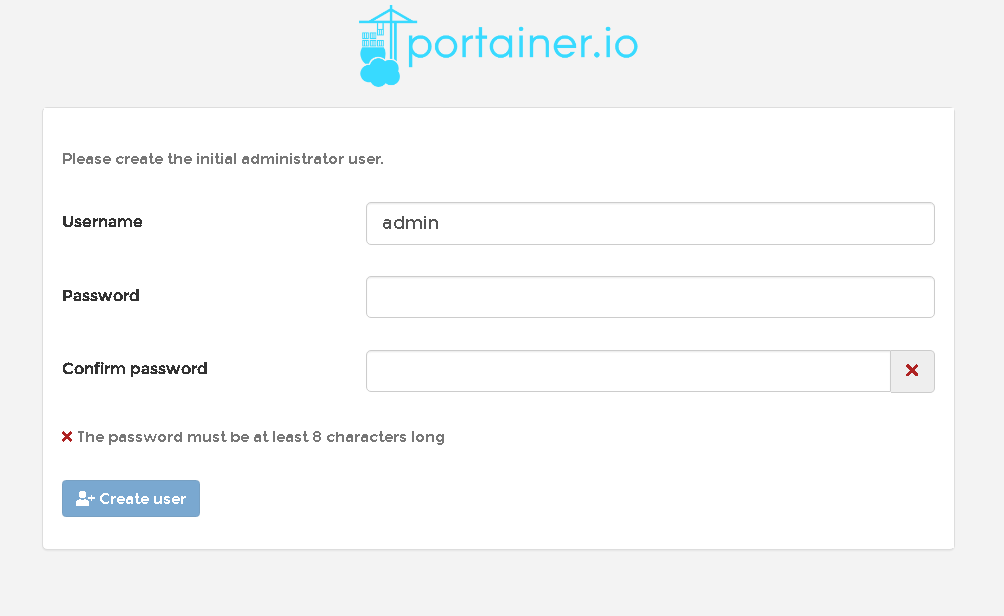 portainer.io
Please create the initial administrator user.
Username
admin
Password
Confirm password
The password must be at least 8 characters long
Create user